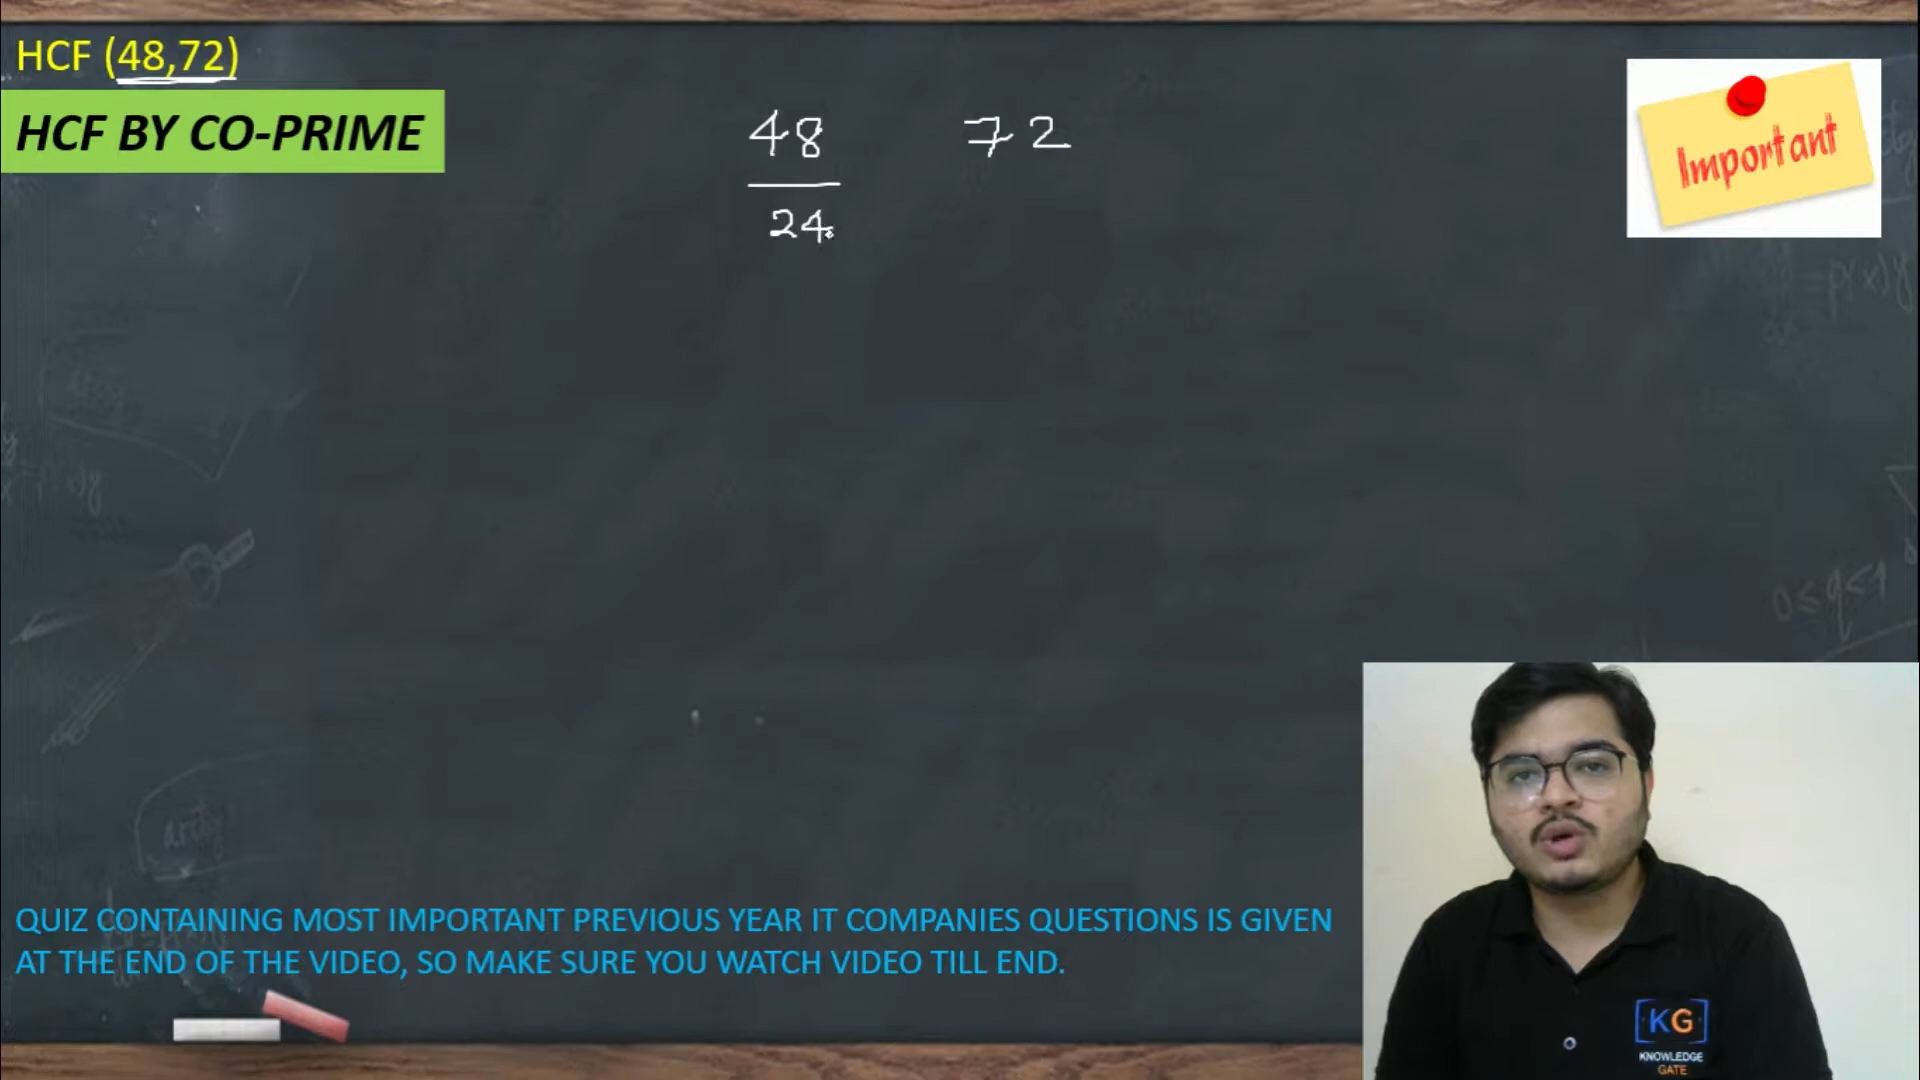 HCF (48,72)
HCF BY CO-PRIME
48 72
24
Important
QUIZ CONTAINING MOST IMPORTANT PREVIOUS YEAR IT COMPANIES QUESTIONS IS GIVEN
AT THE END OF THE VIDEO, SO MAKE SURE YOU WATCH VIDEO TILL END.
KG
KNOWLEDGE
GATE
0≤q<1